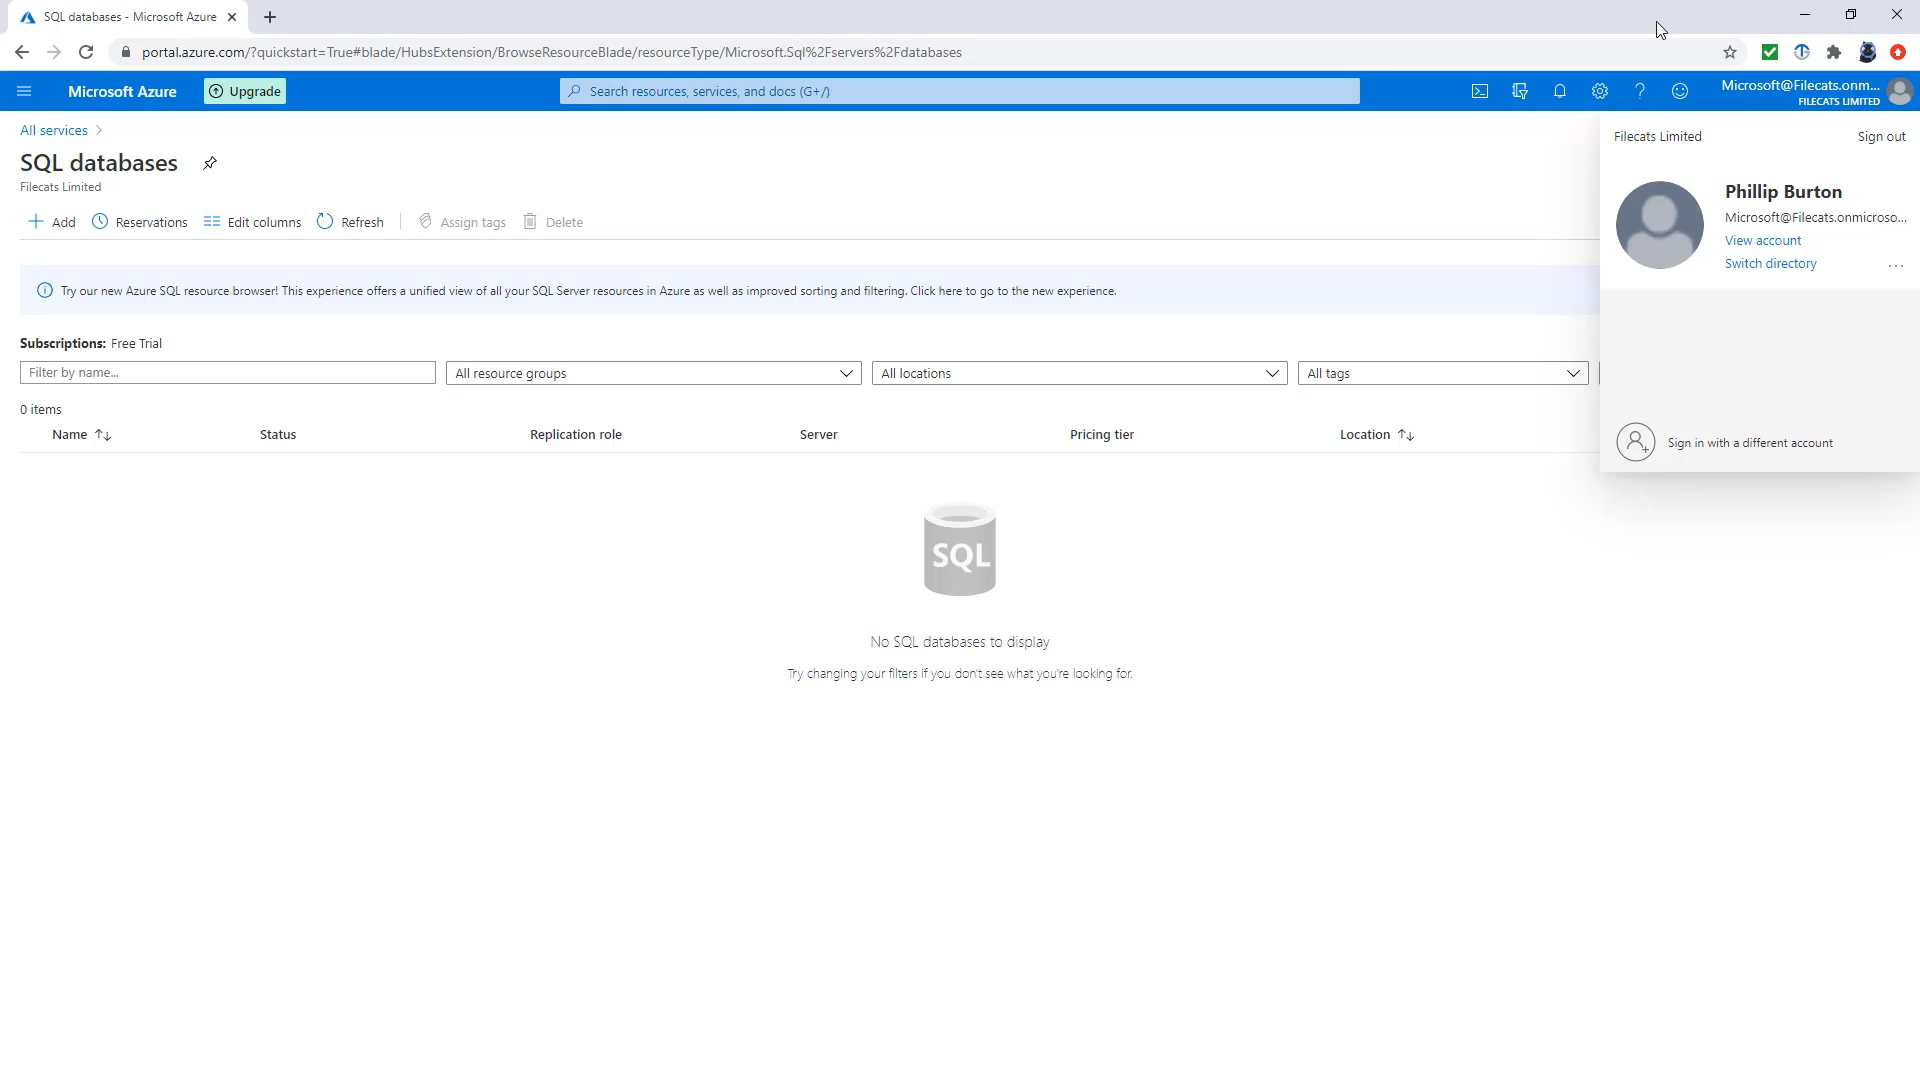 SQL databases - Microsoft Azure
portal.azure.com/?quickstart=True#blade/HubsExtension/BrowseResourceBlade/resourceType/Microsoft.Sql%2Fservers%2Fdatabases
Microsoft Azure
Upgrade
Search resources, services, and docs (G+/)
Microsoft@Filecats.onm...
FILECATS LIMITED
All services
SQL databases
Filecats Limited
Add
Reservations
Edit columns
Refresh
Assign tags
Delete
Try our new Azure SQL resource browser! This experience offers a unified view of all your SQL Server resources in Azure as well as improved sorting and filtering. Click here to go to the new experience.
Subscriptions: Free Trial
Filter by name...
All resource groups
All locations
All tags
0 items
Name
Status
Replication role
Server
Pricing tier
Location
SQL
No SQL databases to display
Try changing your filters if you don't see what you're looking for.
Filecats Limited
Sign out
Phillip Burton
Microsoft@Filecats.onmicroso...
View account
Switch directory
...
Sign in with a different account